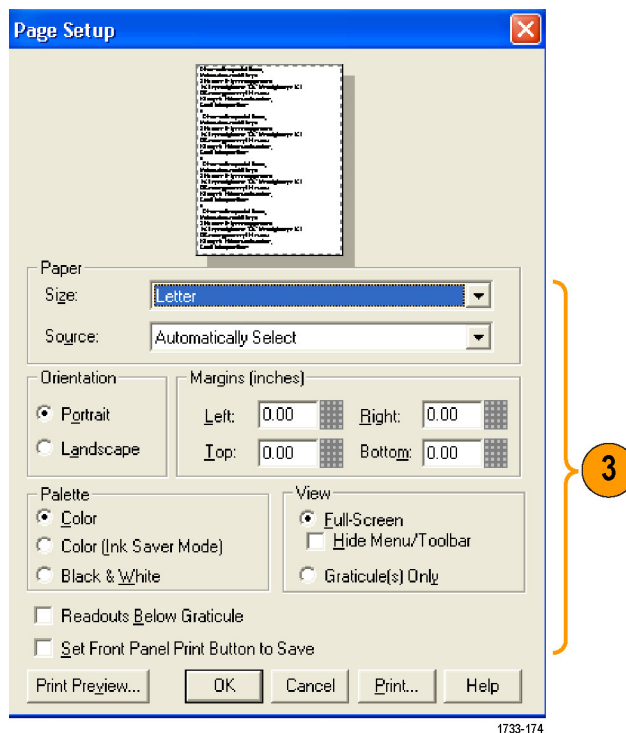 Page Setup
Paper
Size: Letter
Source: Automatically Select
Orientation
Portrait
Landscape
Margins (inches)
Left: 0.00 Right: 0.00
Top: 0.00 Bottom: 0.00
3
Palette
Color
Color (Ink Saver Mode)
Black & White
View
Full-Screen
Hide Menu/Toolbar
Graticule(s) Only
Readouts Below Graticule
Set Front Panel Print Button to Save
Print Preview... OK Cancel Print... Help
1733-174